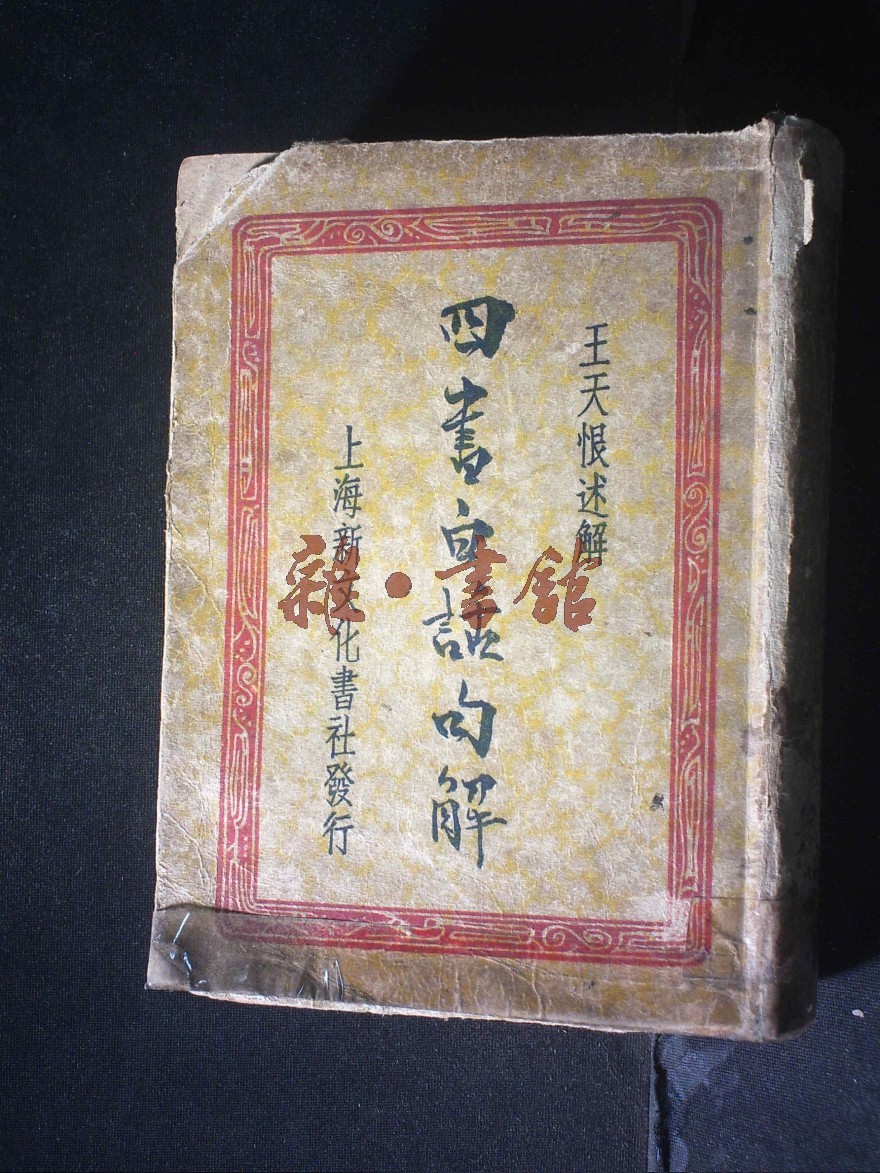 王天恨述解
四書白話句解
上海新文化書社發行
雜·書館